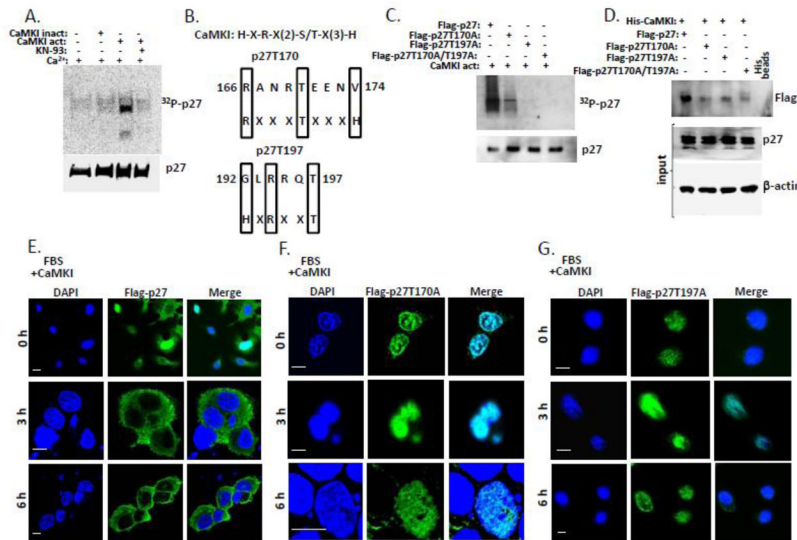 A.
CaMKI inact +
CaMKI act + +
KN-93 +
Ca²⁺: + + + + +
³²P-p27
p27
B.
CaMKI: H-X-R-X(2)-S/T-X(3)-H
p27T170
166 R A N R T E E N V 174
R X X X T X X X H
p27T197
192 G L R R Q T 197
H X R X X T
C.
Flag-p27: +
Flag-p27T170A: +
Flag-p27T197A: +
Flag-p27T170A/T197A: +
CaMKI act: + + + +
³²P-p27
p27
D.
His-CaMKI: + + + +
Flag-p27: +
Flag-p27T170A: +
Flag-p27T197A: +
Flag-p27T170A/T197A: +
His beads
Flag
input
p27
β-actin
E.
FBS
+CaMKI
DAPI Flag-p27 Merge
0 h
3 h
6 h
F.
FBS
+CaMKI
DAPI Flag-p27T170A Merge
0 h
3 h
6 h
G.
FBS
+CaMKI
DAPI Flag-p27T197A Merge
0 h
3 h
6 h